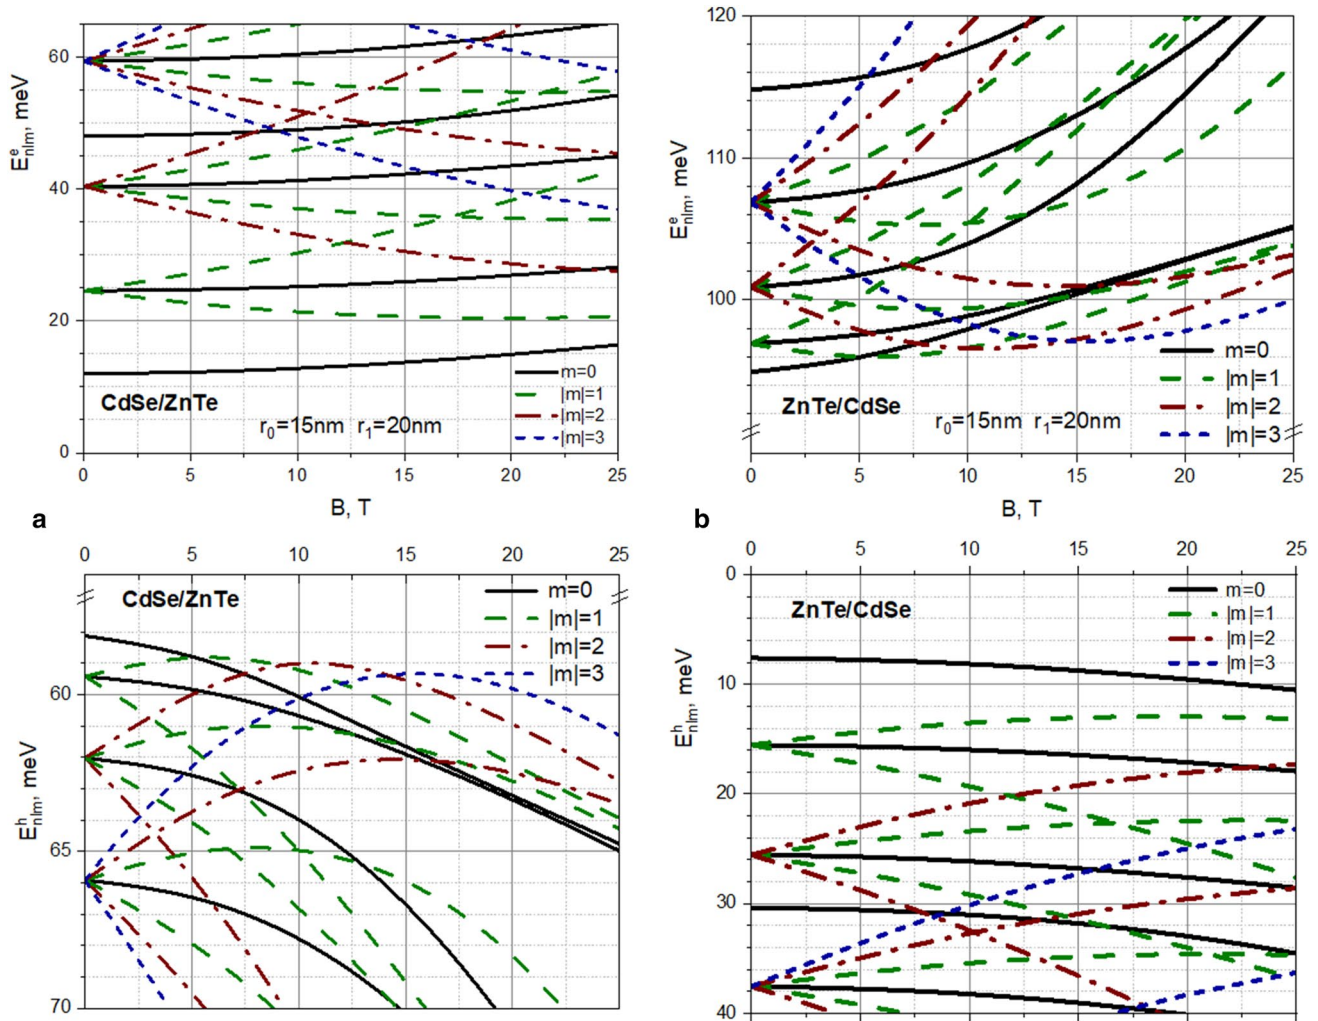 60
40
20
0
E^e_nlm, meV
CdSe/ZnTe
r₀=15nm r₁=20nm
m=0
|m|=1
|m|=2
|m|=3
0 5 10 15 20 25
B, T
a
120
110
100
E^e_nlm, meV
ZnTe/CdSe
r₀=15nm r₁=20nm
m=0
|m|=1
|m|=2
|m|=3
0 5 10 15 20 25
B, T
b
0 5 10 15 20 25
CdSe/ZnTe
m=0
|m|=1
|m|=2
|m|=3
60
65
70
E^h_nlm, meV
0 5 10 15 20 25
0
10
20
30
40
E^h_nlm, meV
ZnTe/CdSe
m=0
|m|=1
|m|=2
|m|=3